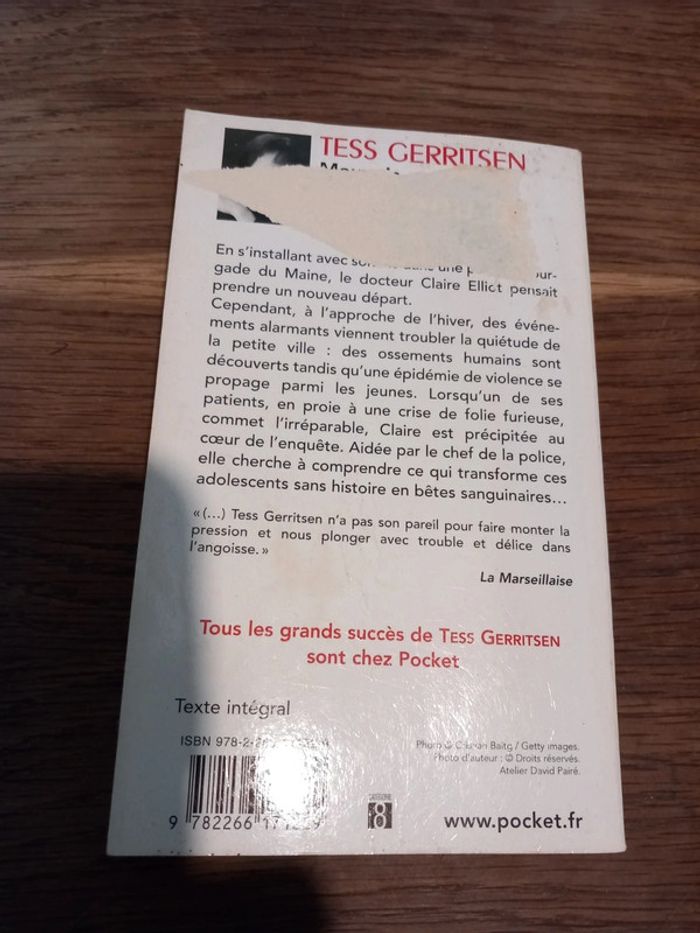 TESS GERRITSEN
En s'installant avec une
gade du Maine, le docteur Claire Elliot pensait
prendre un nouveau départ.
Cependant, à l'approche de l'hiver, des événe-
ments alarmants viennent troubler la quiétude de
la petite ville : des ossements humains sont
découverts tandis qu'une épidémie de violence se
propage parmi les jeunes. Lorsqu'un de ses
patients, en proie à une crise de folie furieuse,
commet l'irréparable, Claire est précipitée au
cœur de l'enquête. Aidée par le chef de la police,
elle cherche à comprendre ce qui transforme ces
adolescents sans histoire en bêtes sanguinaires...
« (...) Tess Gerritsen n'a pas son pareil pour faire monter la
pression et nous plonger avec trouble et délice dans
l'angoisse. »
La Marseillaise
Tous les grands succès de TESS GERRITSEN
sont chez Pocket
Texte intégral
ISBN 978-2-
Photo © Baitg / Getty images.
Photo d'auteur : © Droits réservés.
Atelier David Pairé.
9 782266
CATÉGORIE
8
www.pocket.fr